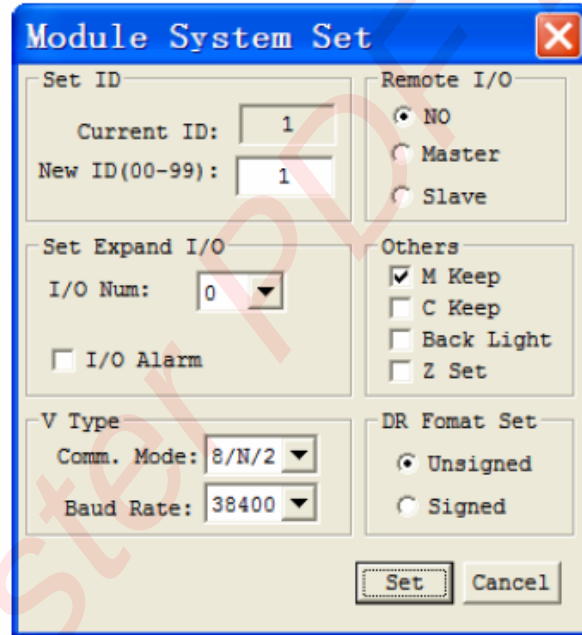 Module System Set
Set ID
Current ID: 1
New ID(00-99): 1
Remote I/O
NO
Master
Slave
Set Expand I/O
I/O Num: 0
I/O Alarm
Others
M Keep
C Keep
Back Light
Z Set
V Type
Comm. Mode: 8/N/2
Baud Rate: 38400
DR Fomat Set
Unsigned
Signed
Set Cancel
ster PDF